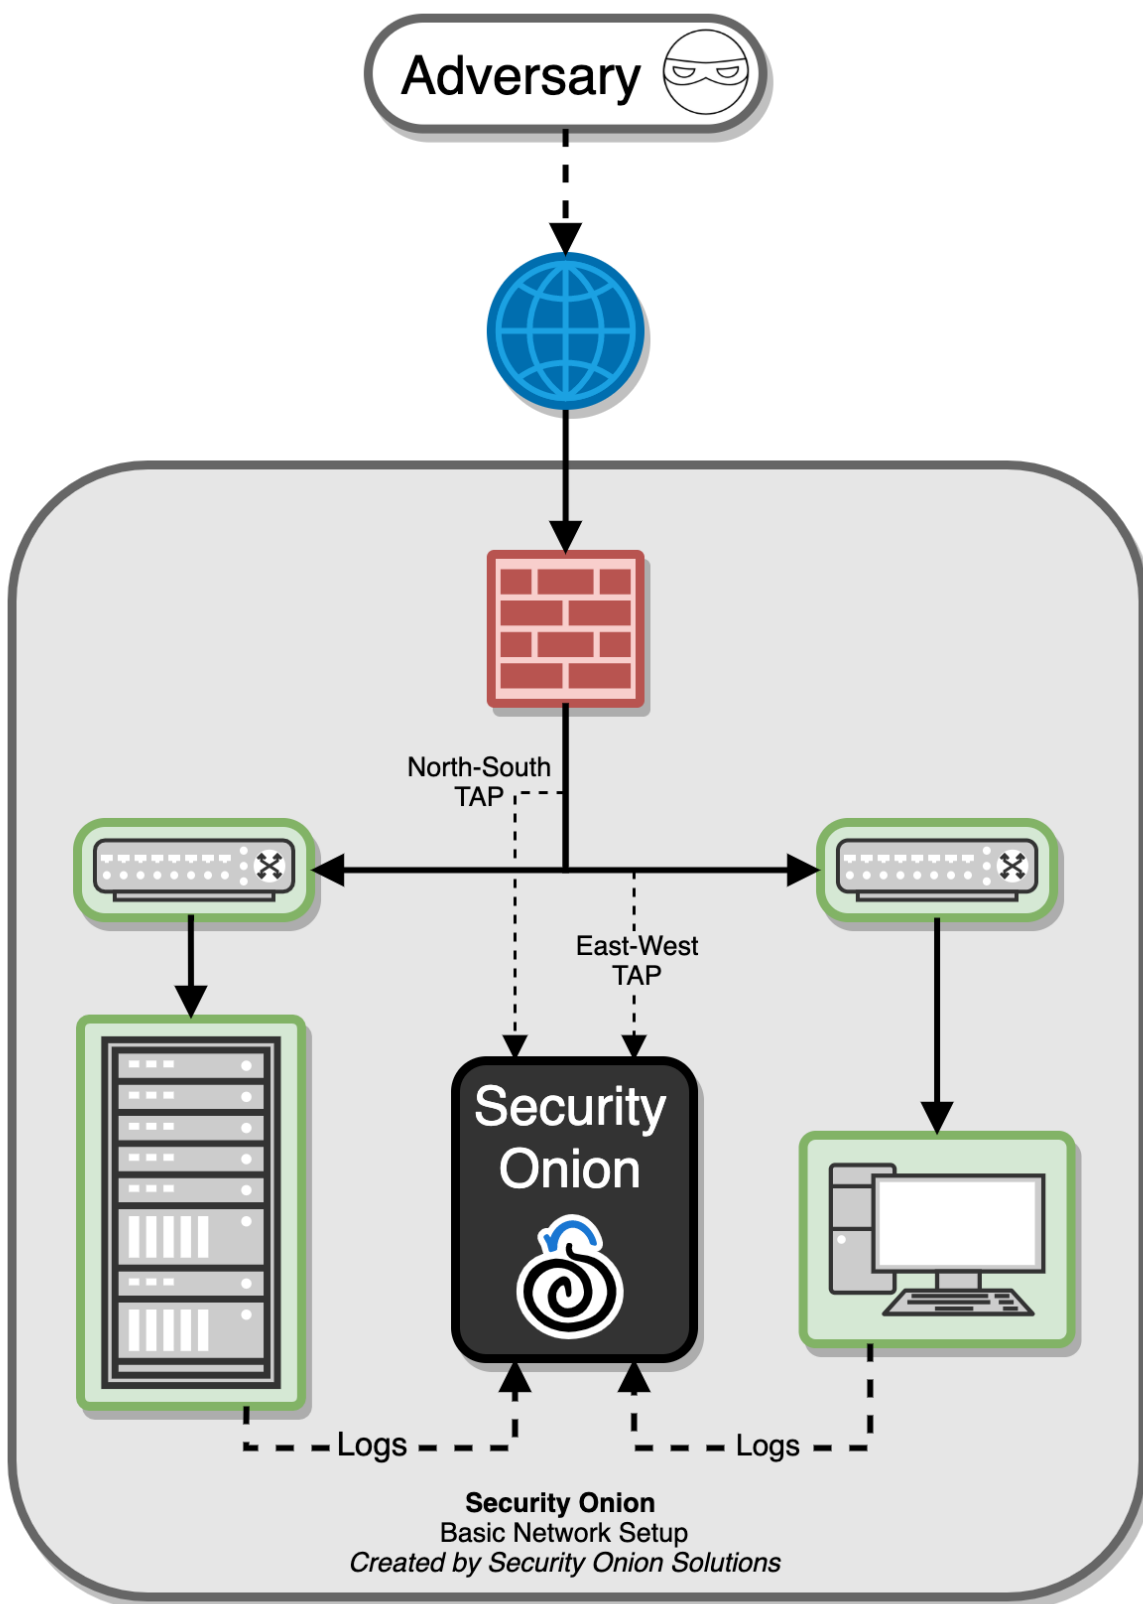 Adversary
North-South
TAP
East-West
TAP
Security
Onion
Logs
Logs
Security Onion
Basic Network Setup
Created by Security Onion Solutions